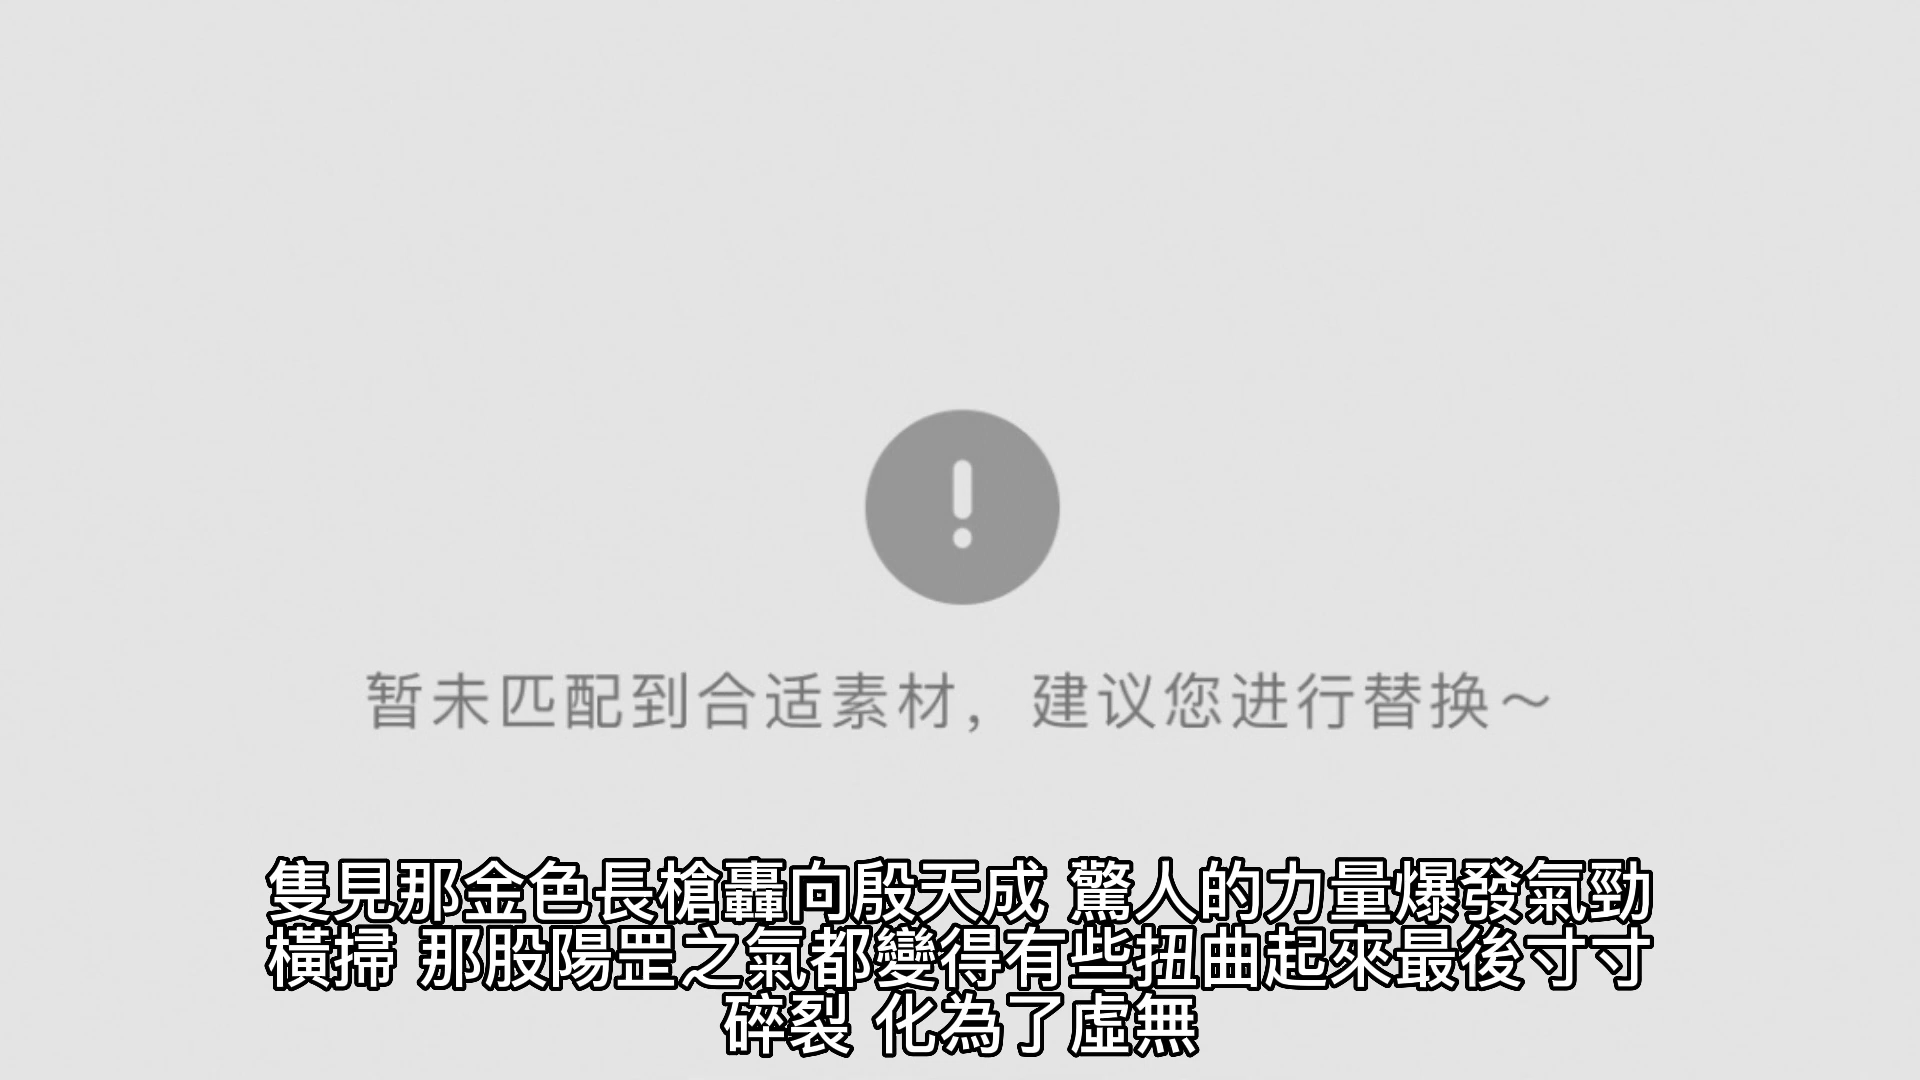 暂未匹配到合适素材，建议您进行替换～
隻見那金色長槍轟向殷天成 驚人的力量爆發氣勁
橫掃 那股陽罡之氣都變得有些扭曲起來最後寸寸
碎裂 化為了虛無